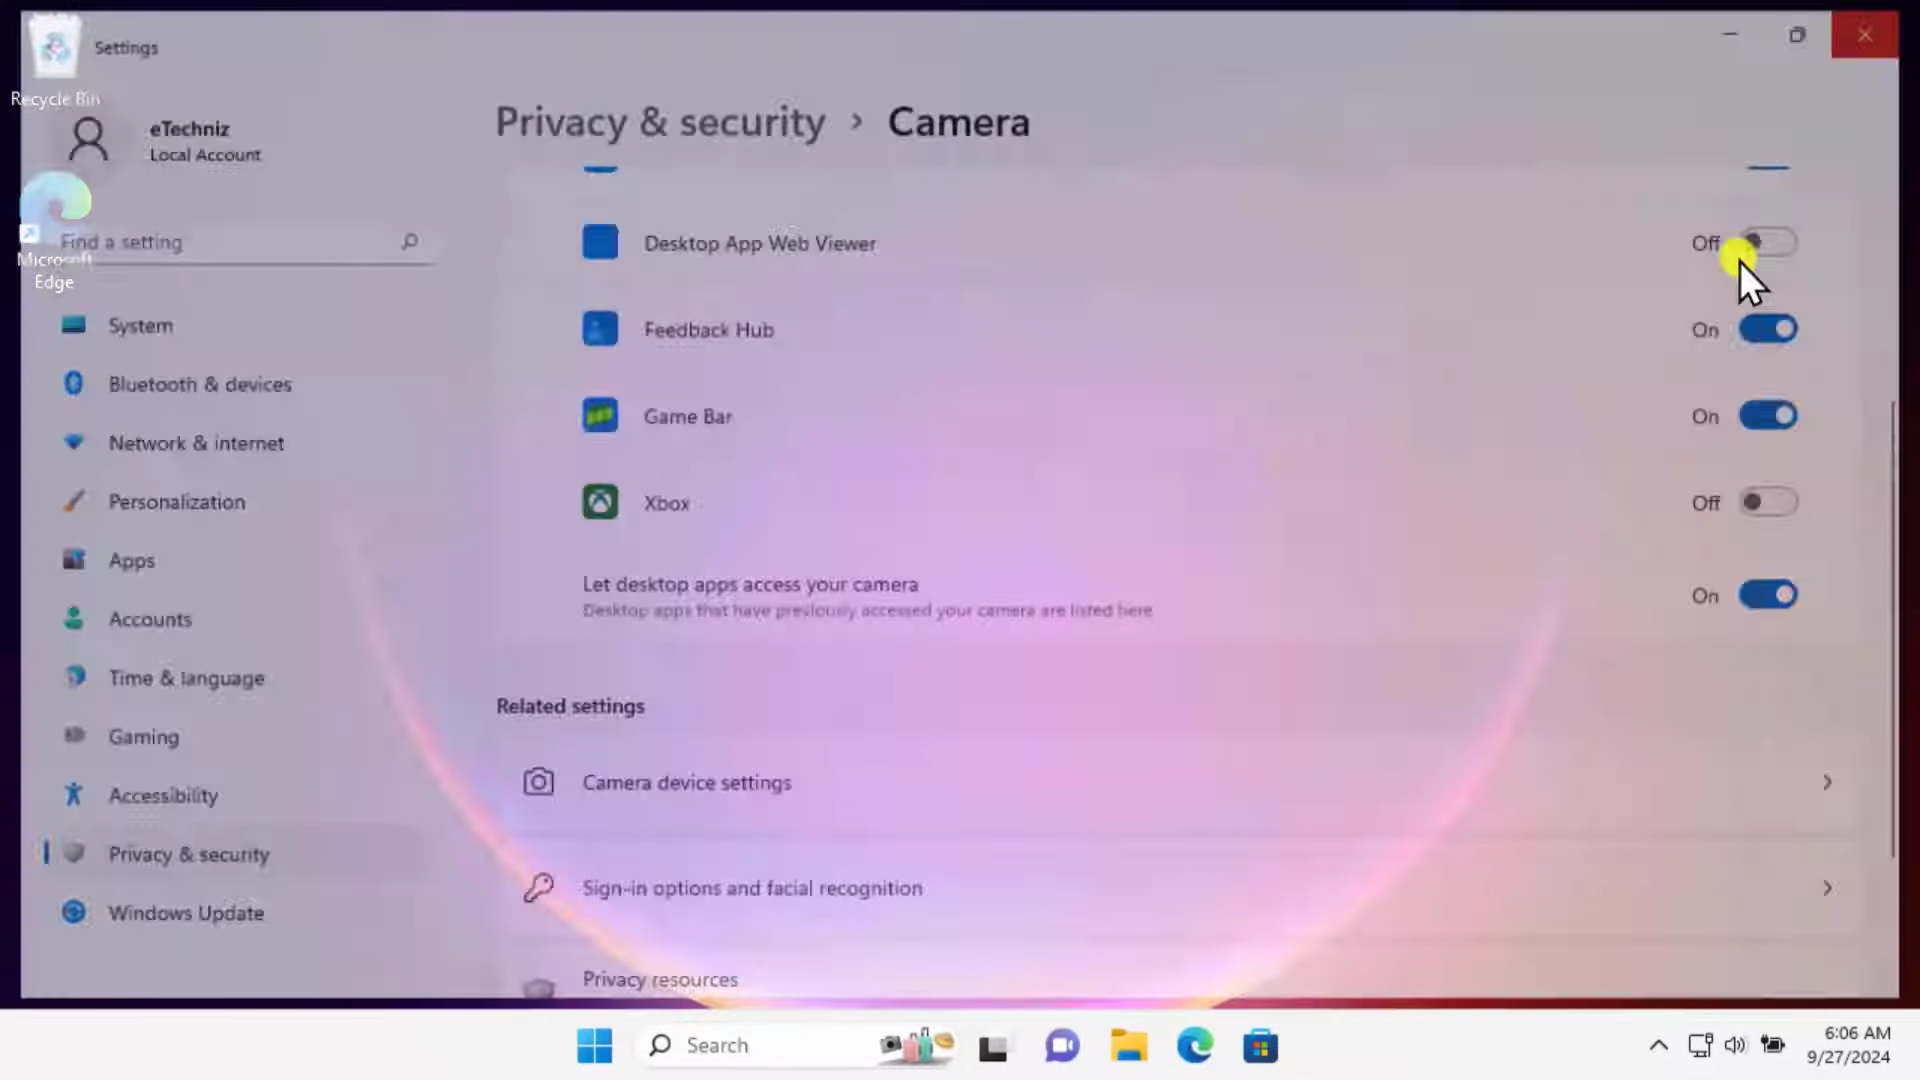 Settings
Recycle Bin
eTechniz
Local Account
Find a setting
Microsoft
Edge
System
Bluetooth & devices
Network & internet
Personalization
Apps
Accounts
Time & language
Gaming
Accessibility
Privacy & security
Windows Update
Privacy & security > Camera
Desktop App Web Viewer Off
Feedback Hub On
Game Bar On
Xbox Off
Let desktop apps access your camera On
Desktop apps that have previously accessed your camera are listed here
Related settings
Camera device settings
Sign-in options and facial recognition
Privacy resources
Search
6:06 AM
9/27/2024